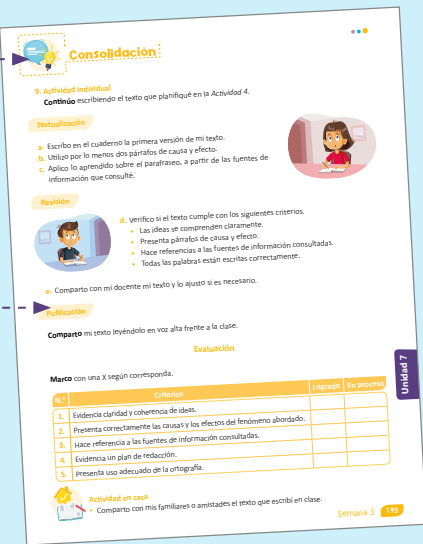 Consolidación
9. Actividad individual
Continúo escribiendo el texto que planifiqué en la Actividad 4.
Textualización
a. Escribo en el cuaderno la primera versión de mi texto.
b. Utilizo por lo menos dos párrafos de causa y efecto.
c. Aplico lo aprendido sobre el parafraseo, a partir de las fuentes de
información que consulté.
Revisión
d. Verifico si el texto cumple con los siguientes criterios.
• Las ideas se comprenden claramente.
• Presenta párrafos de causa y efecto.
• Hace referencias a las fuentes de información consultadas.
• Todas las palabras están escritas correctamente.
e. Comparto con mi docente mi texto y lo ajusto si es necesario.
Publicación
Comparto mi texto leyéndolo en voz alta frente a la clase.
Evaluación
Marco con una X según corresponda.
N.° Criterios Logrado En proceso
1. Evidencia claridad y coherencia de ideas.
2. Presenta correctamente las causas y los efectos del fenómeno abordado.
3. Hace referencia a las fuentes de información consultadas.
4. Evidencia un plan de redacción.
5. Presenta uso adecuado de la ortografía.
Unidad 7
Actividad en casa
• Comparto con mis familiares o amistades el texto que escribí en clase.
Semana 3 195